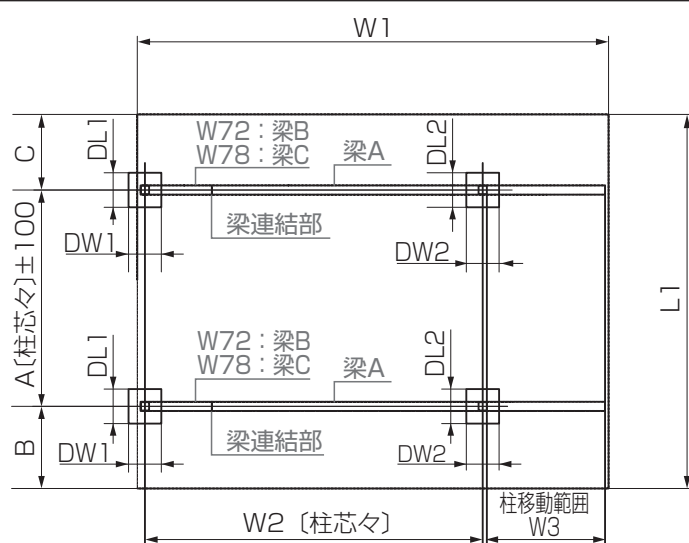 W1
C
DL1
W72：梁B
W78：梁C
梁A
DL2
梁連結部
DW1
DW2
A〔柱芯々〕±100
L1
DL1
W72：梁B
W78：梁C
梁A
DL2
梁連結部
DW1
DW2
B
W2〔柱芯々〕
柱移動範囲
W3